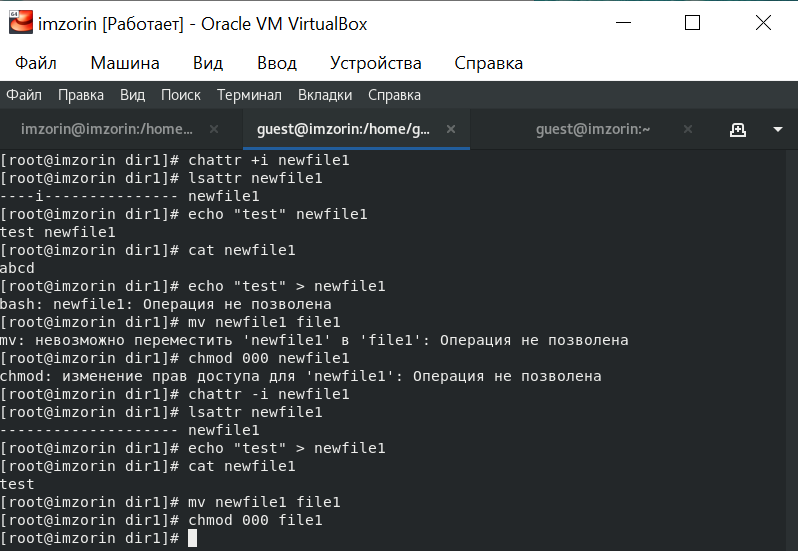 64
imzorin [Работает] - Oracle VM VirtualBox
Файл Машина Вид Ввод Устройства Справка
Файл Правка Вид Поиск Терминал Вкладки Справка
imzorin@imzorin:/home... × guest@imzorin:/home/g... × guest@imzorin:~ ×
[root@imzorin dir1]# chattr +i newfile1
[root@imzorin dir1]# lsattr newfile1
----i--------------- newfile1
[root@imzorin dir1]# echo "test" newfile1
test newfile1
[root@imzorin dir1]# cat newfile1
abcd
[root@imzorin dir1]# echo "test" > newfile1
bash: newfile1: Операция не позволена
[root@imzorin dir1]# mv newfile1 file1
mv: невозможно переместить 'newfile1' в 'file1': Операция не позволена
[root@imzorin dir1]# chmod 000 newfile1
chmod: изменение прав доступа для 'newfile1': Операция не позволена
[root@imzorin dir1]# chattr -i newfile1
[root@imzorin dir1]# lsattr newfile1
-------------------- newfile1
[root@imzorin dir1]# echo "test" > newfile1
[root@imzorin dir1]# cat newfile1
test
[root@imzorin dir1]# mv newfile1 file1
[root@imzorin dir1]# chmod 000 file1
[root@imzorin dir1]#